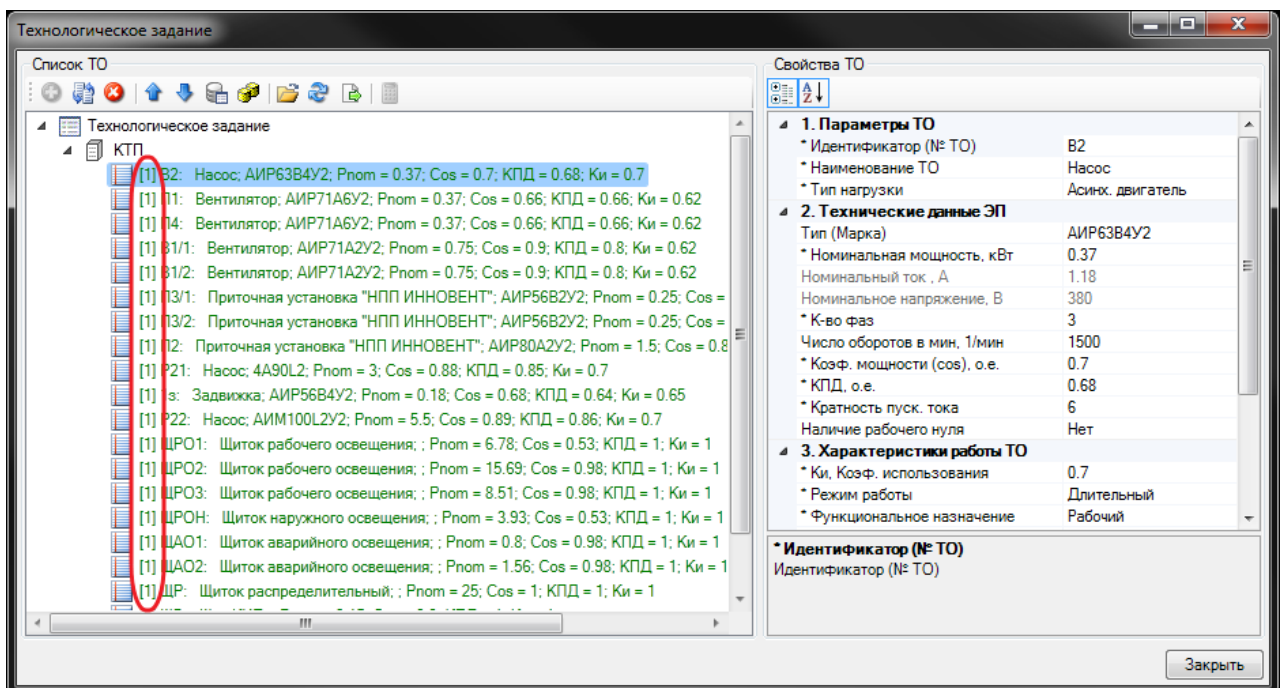 Технологическое задание
Список ТО
Технологическое задание
КТП
[1] В2: Насос; АИР63В4У2; Pnom = 0.37; Cos = 0.7; КПД = 0.68; Ки = 0.7
[1] П1: Вентилятор; АИР71А6У2; Pnom = 0.37; Cos = 0.66; КПД = 0.66; Ки = 0.62
[1] П4: Вентилятор; АИР71А6У2; Pnom = 0.37; Cos = 0.66; КПД = 0.66; Ки = 0.62
[1] В1/1: Вентилятор; АИР71А2У2; Pnom = 0.75; Cos = 0.9; КПД = 0.8; Ки = 0.62
[1] В1/2: Вентилятор; АИР71А2У2; Pnom = 0.75; Cos = 0.9; КПД = 0.8; Ки = 0.62
[1] П3/1: Приточная установка "НПП ИННОВЕНТ"; АИР56В2У2; Pnom = 0.25; Cos =
[1] П3/2: Приточная установка "НПП ИННОВЕНТ"; АИР56В2У2; Pnom = 0.25; Cos =
[1] П2: Приточная установка "НПП ИННОВЕНТ"; АИР80А2У2; Pnom = 1.5; Cos = 0.8
[1] Р21: Насос; 4А90L2; Pnom = 3; Cos = 0.88; КПД = 0.85; Ки = 0.7
[1] 1з: Задвижка; АИР56В4У2; Pnom = 0.18; Cos = 0.68; КПД = 0.64; Ки = 0.65
[1] Р22: Насос; АИМ100L2У2; Pnom = 5.5; Cos = 0.89; КПД = 0.86; Ки = 0.7
[1] ЩРО1: Щиток рабочего освещения; ; Pnom = 6.78; Cos = 0.53; КПД = 1; Ки = 1
[1] ЩРО2: Щиток рабочего освещения; ; Pnom = 15.69; Cos = 0.98; КПД = 1; Ки = 1
[1] ЩРО3: Щиток рабочего освещения; ; Pnom = 8.51; Cos = 0.98; КПД = 1; Ки = 1
[1] ЩРОН: Щиток наружного освещения; ; Pnom = 3.93; Cos = 0.53; КПД = 1; Ки = 1
[1] ЩАО1: Щиток аварийного освещения; ; Pnom = 0.8; Cos = 0.98; КПД = 1; Ки = 1
[1] ЩАО2: Щиток аварийного освещения; ; Pnom = 1.56; Cos = 0.98; КПД = 1; Ки = 1
[1] ЩР: Щиток распределительный; ; Pnom = 25; Cos = 1; КПД = 1; Ки = 1
Свойства ТО
1. Параметры ТО
* Идентификатор (№ ТО) В2
* Наименование ТО Насос
* Тип нагрузки Асинх. двигатель
2. Технические данные ЭП
Тип (Марка) АИР63В4У2
* Номинальная мощность, кВт 0.37
Номинальный ток , А 1.18
Номинальное напряжение, В 380
* К-во фаз 3
Число оборотов в мин, 1/мин 1500
* Коэф. мощности (cos), о.е. 0.7
* КПД, о.е. 0.68
* Кратность пуск. тока 6
Наличие рабочего нуля Нет
3. Характеристики работы ТО
* Ки, Коэф. использования 0.7
* Режим работы Длительный
* Функциональное назначение Рабочий
* Идентификатор (№ ТО)
Идентификатор (№ ТО)
Закрыть